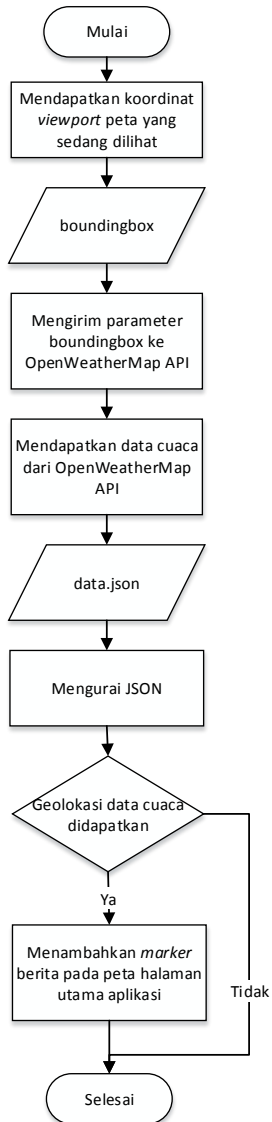 Mulai
Mendapatkan koordinat
viewport peta yang
sedang dilihat
boundingbox
Mengirim parameter
boundingbox ke
OpenWeatherMap API
Mendapatkan data cuaca
dari OpenWeatherMap
API
data.json
Mengurai JSON
Geolokasi data cuaca
didapatkan
Ya
Menambahkan marker
berita pada peta halaman
utama aplikasi
Tidak
Selesai